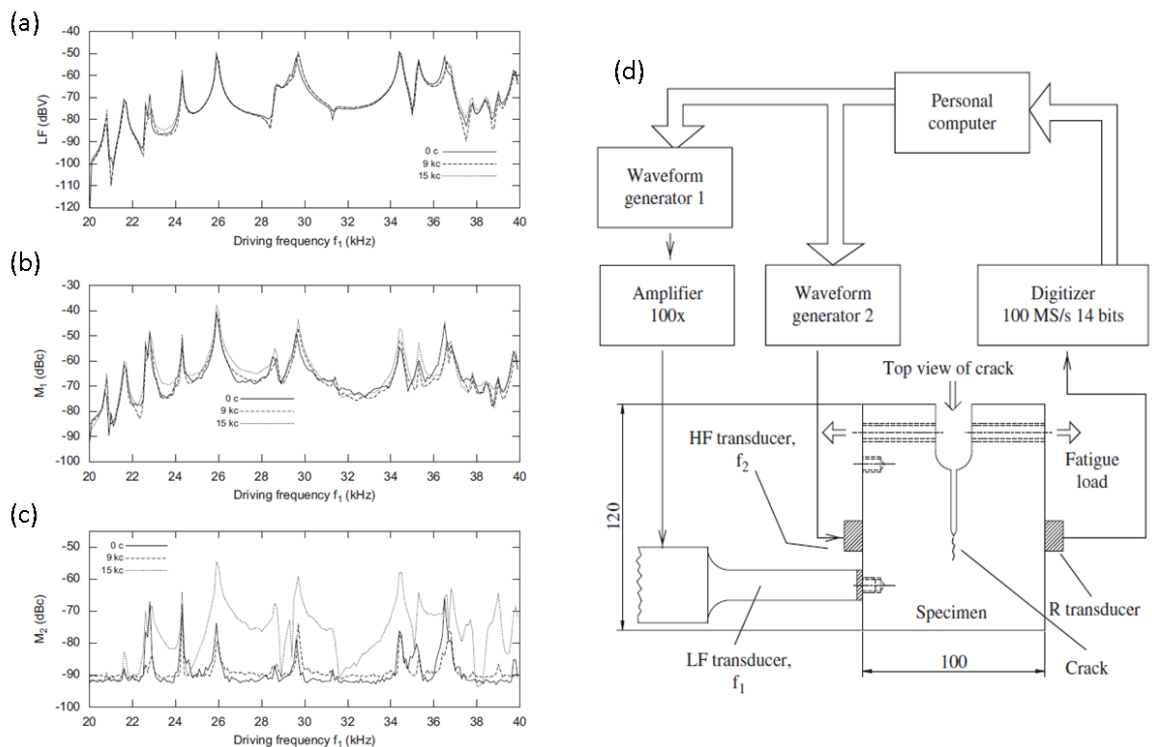 (a)
-40
-50
-60
-70
-80
-90
-100
-110
-120
LF (dBV)
0 c
9 kc
15 kc
20 22 24 26 28 30 32 34 36 38 40
Driving frequency f1 (kHz)
(b)
-30
-40
-50
-60
-70
-80
-90
-100
M1 (dBc)
0 c
9 kc
15 kc
20 22 24 26 28 30 32 34 36 38 40
Driving frequency f1 (kHz)
(c)
-50
-60
-70
-80
-90
-100
M2 (dBc)
0 c
9 kc
15 kc
20 22 24 26 28 30 32 34 36 38 40
Driving frequency f1 (kHz)
(d)
Personal
computer
Waveform
generator 1
Amplifier
100x
Waveform
generator 2
Digitizer
100 MS/s 14 bits
Top view of crack
HF transducer,
f2
Fatigue
load
120
Specimen
R transducer
LF transducer,
f1
100
Crack